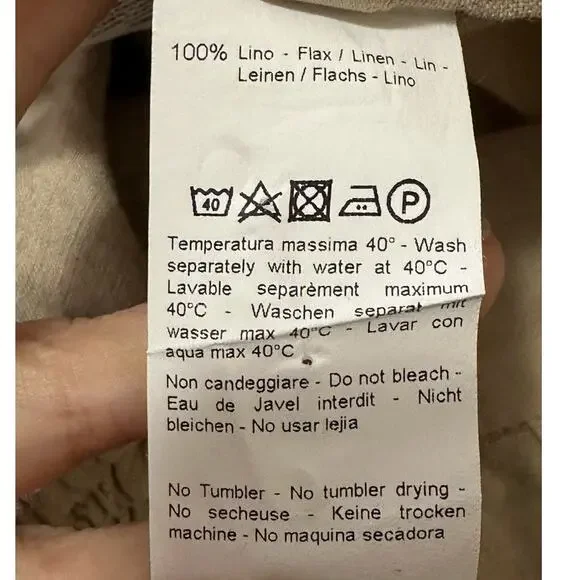 100% Lino - Flax / Linen - Lin -
Leinen / Flachs - Lino
40 P
Temperatura massima 40° - Wash
separately with water at 40°C -
Lavable separèment maximum
40°C - Waschen separat mit
wasser max 40°C - Lavar con
aqua max 40°C
Non candeggiare - Do not bleach -
Eau de Javel interdit - Nicht
bleichen - No usar lejia
No Tumbler - No tumbler drying -
No secheuse - Keine trocken
machine - No maquina secadora